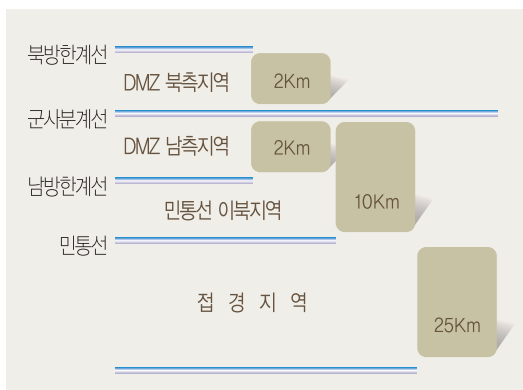 북방한계선
DMZ 북측지역 2Km
군사분계선
DMZ 남측지역 2Km
남방한계선
민통선 이북지역 10Km
민통선
접 경 지 역
25Km